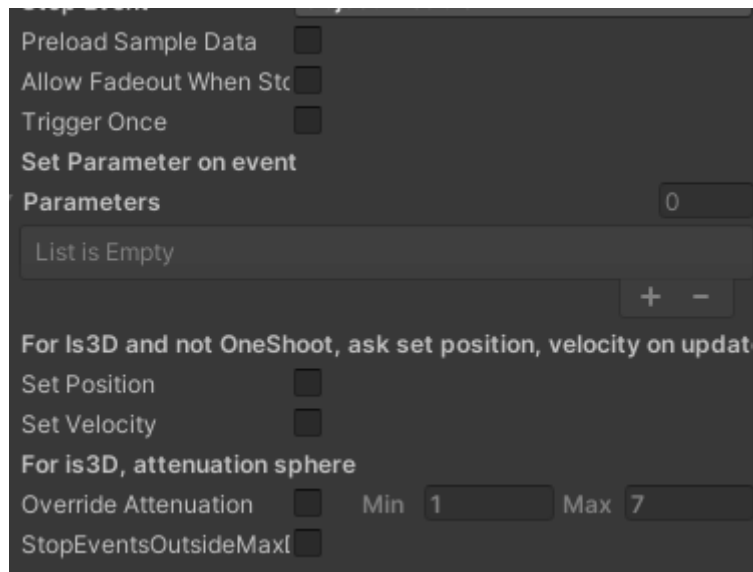 Preload Sample Data
Allow Fadeout When Sto
Trigger Once
Set Parameter on event
Parameters 0
List is Empty
+ -
For Is3D and not OneShoot, ask set position, velocity on updat
Set Position
Set Velocity
For is3D, attenuation sphere
Override Attenuation Min 1 Max 7
StopEventsOutsideMaxD